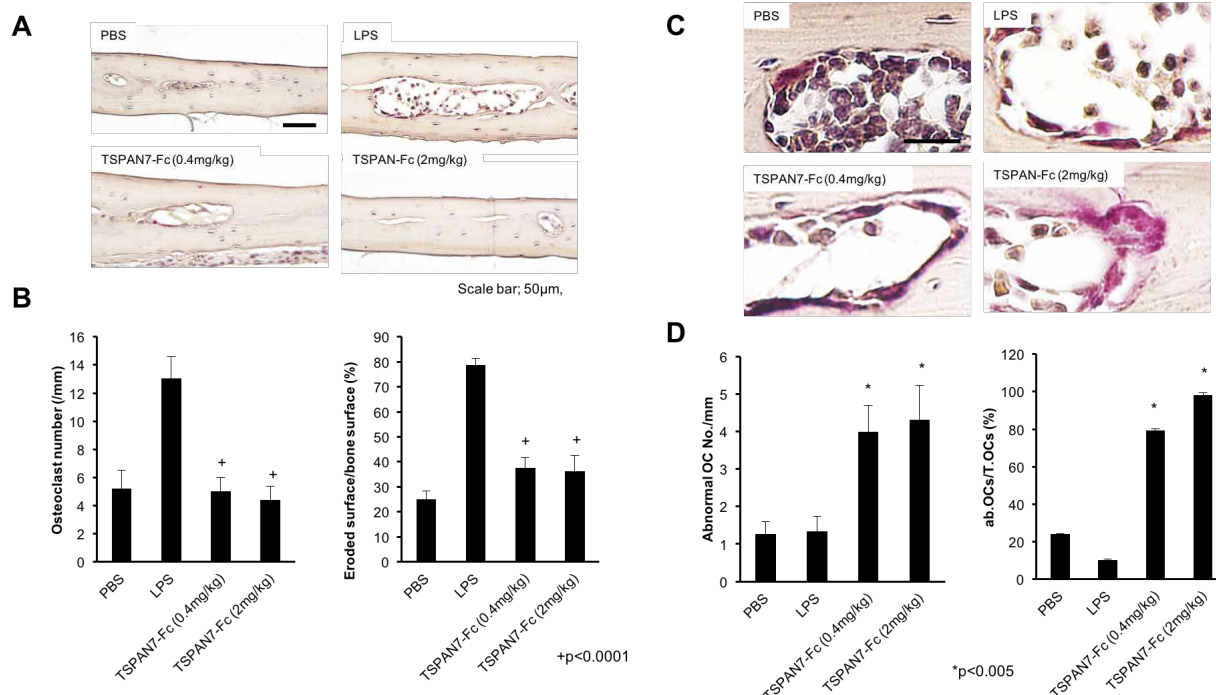 A
PBS
LPS
TSPAN7-Fc (0.4mg/kg)
TSPAN-Fc (2mg/kg)
Scale bar; 50μm,
B
Osteoclast number (/mm)
16
14
12
10
8
6
4
2
0
+
+
PBS
LPS
TSPAN7-Fc (0.4mg/kg)
TSPAN7-Fc (2mg/kg)
Eroded surface/bone surface (%)
90
80
70
60
50
40
30
20
10
0
+
+
PBS
LPS
TSPAN7-Fc (0.4mg/kg)
TSPAN7-Fc (2mg/kg)
+p<0.0001
C
PBS
LPS
TSPAN7-Fc (0.4mg/kg)
TSPAN-Fc (2mg/kg)
D
Abnormal OC No./mm
6
5
4
3
2
1
0
*
*
PBS
LPS
TSPAN7-Fc (0.4mg/kg)
TSPAN7-Fc (2mg/kg)
ab.OCs/T.OCs (%)
120
100
80
60
40
20
0
*
*
PBS
LPS
TSPAN7-Fc (0.4mg/kg)
TSPAN7-Fc (2mg/kg)
*p<0.005